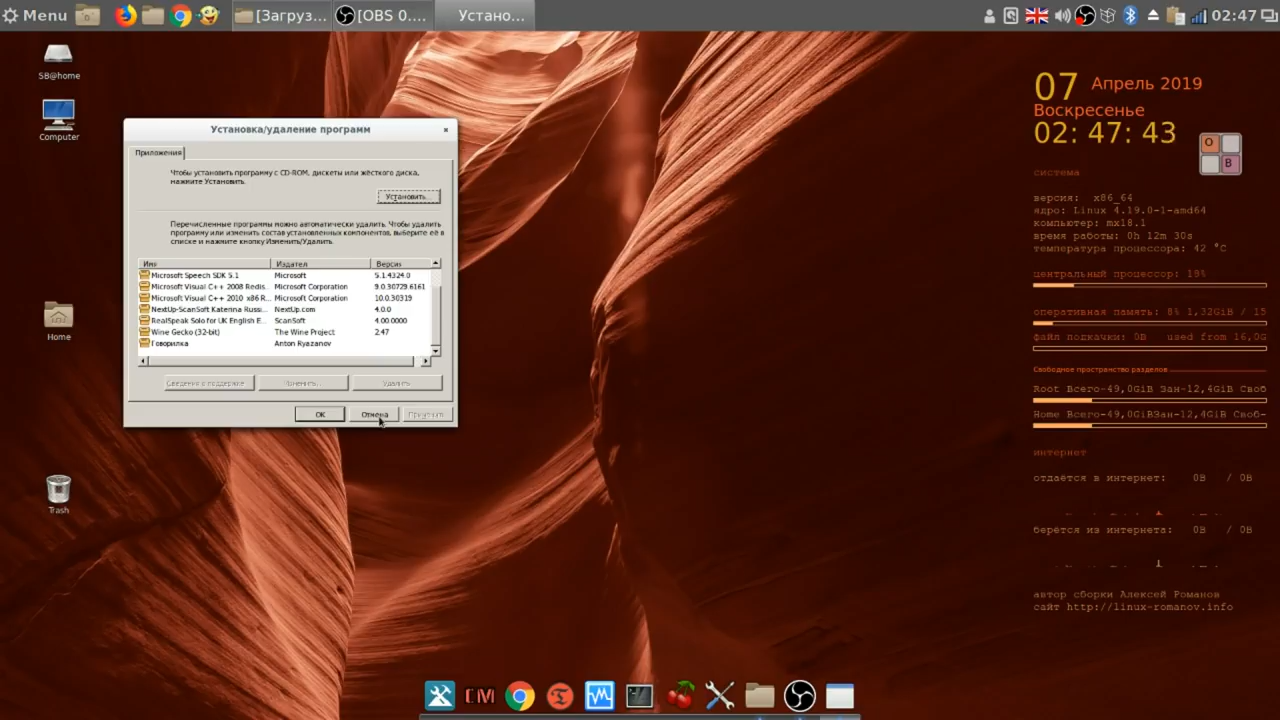 Menu
[Загруз...
[OBS 0....
Устано...
02:47
SB@home
Computer
Home
Trash
Установка/удаление программ
Приложения
Чтобы установить программу с CD-ROM, дискеты или жёсткого диска,
нажмите Установить.
Установить...
Перечисленные программы можно автоматически удалить. Чтобы удалить
программу или изменить состав установленных компонентов, выберите её в
списке и нажмите кнопку Изменить/Удалить.
Имя Издатель Версия
Microsoft Speech SDK 5.1 Microsoft 5.1.4324.0
Microsoft Visual C++ 2008 Redis... Microsoft Corporation 9.0.30729.6161
Microsoft Visual C++ 2010 x86 R... Microsoft Corporation 10.0.30319
NextUp-ScanSoft Katerina Russi... NextUp.com 4.0.0
RealSpeak Solo for UK English E... ScanSoft 4.00.0000
Wine Gecko (32-bit) The Wine Project 2.47
Говорилка Anton Ryazanov
Сведения о поддержке
Изменить...
Удалить
OK
Отмена
Применить
07 Апрель 2019
Воскресенье
02: 47: 43
O
B
система
версия: x86_64
ядро: Linux 4.19.0-1-amd64
компьютер: mx18.1
время работы: 0h 12m 30s
температура процессора: 42 °C
центральный процессор: 19%
оперативная память: 8% 1,32GiB / 15
файл подкачки: 0B used from 16,0G
Свободное пространство разделов
Root Всего-49,0GiB Зан-12,4GiB Своб
Home Всего-49,0GiBЗан-12,4GiB Своб-
интернет
отдаётся в интернет: 0B / 0B
берётся из интернета: 0B / 0B
автор сборки Алексей Романов
сайт http://linux-romanov.info
CM